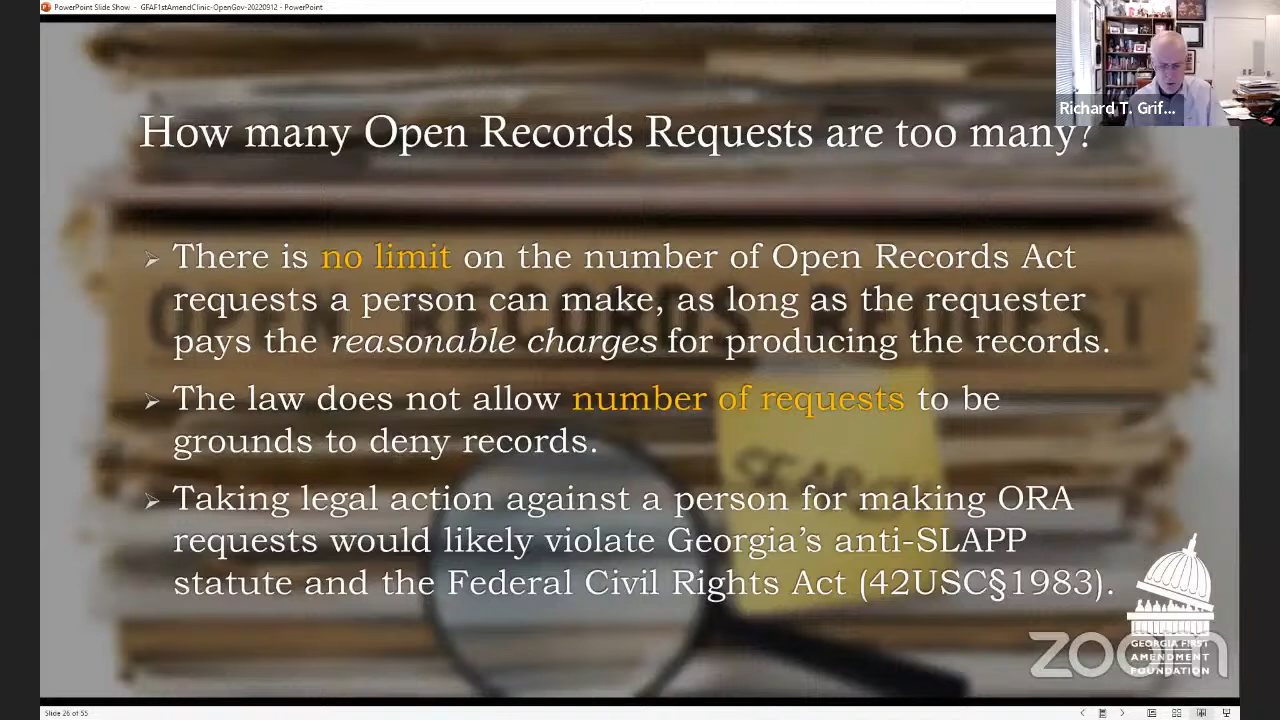 PowerPoint Slide Show - GFAF1stAmendClinic-OpenGov-20220912 - PowerPoint
Richard T. Grif...
How many Open Records Requests are too many?
There is no limit on the number of Open Records Act
requests a person can make, as long as the requester
pays the reasonable charges for producing the records.
The law does not allow number of requests to be
grounds to deny records.
Taking legal action against a person for making ORA
requests would likely violate Georgia’s anti-SLAPP
statute and the Federal Civil Rights Act (42USC§1983).
OPEN RECORDS REQUEST
SEARCH
GEORGIA FIRST
AMENDMENT
FOUNDATION
zoom
Slide 26 of 55